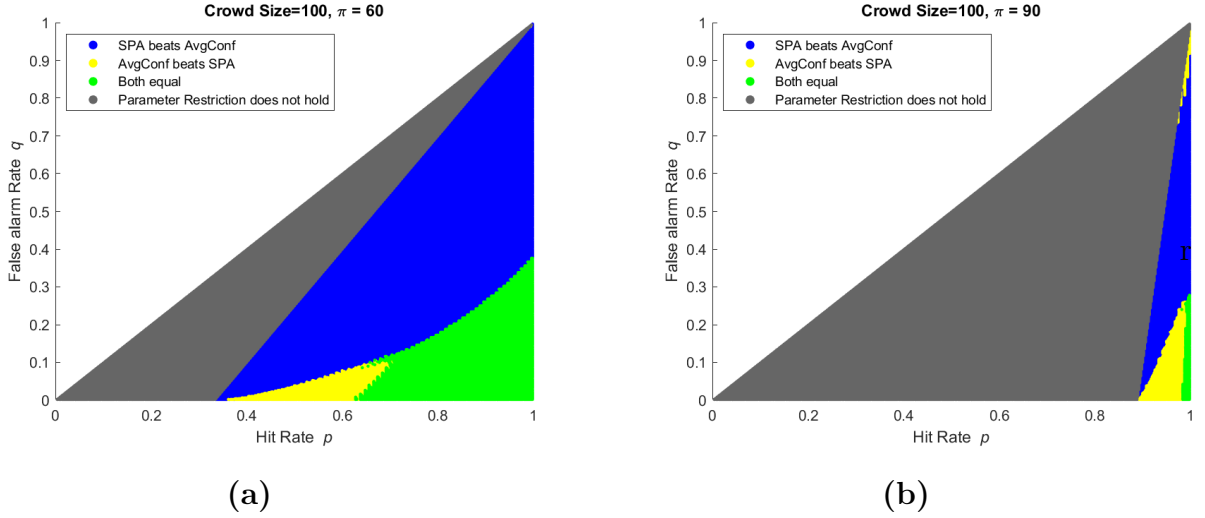 Crowd Size=100, π = 60
SPA beats AvgConf
AvgConf beats SPA
Both equal
Parameter Restriction does not hold
1
0.9
0.8
0.7
0.6
0.5
0.4
0.3
0.2
0.1
0
False alarm Rate q
0 0.2 0.4 0.6 0.8 1
Hit Rate p
(a)
Crowd Size=100, π = 90
SPA beats AvgConf
AvgConf beats SPA
Both equal
Parameter Restriction does not hold
1
0.9
0.8
0.7
0.6
0.5
0.4
0.3
0.2
0.1
0
False alarm Rate q
r
0 0.2 0.4 0.6 0.8 1
Hit Rate p
(b)